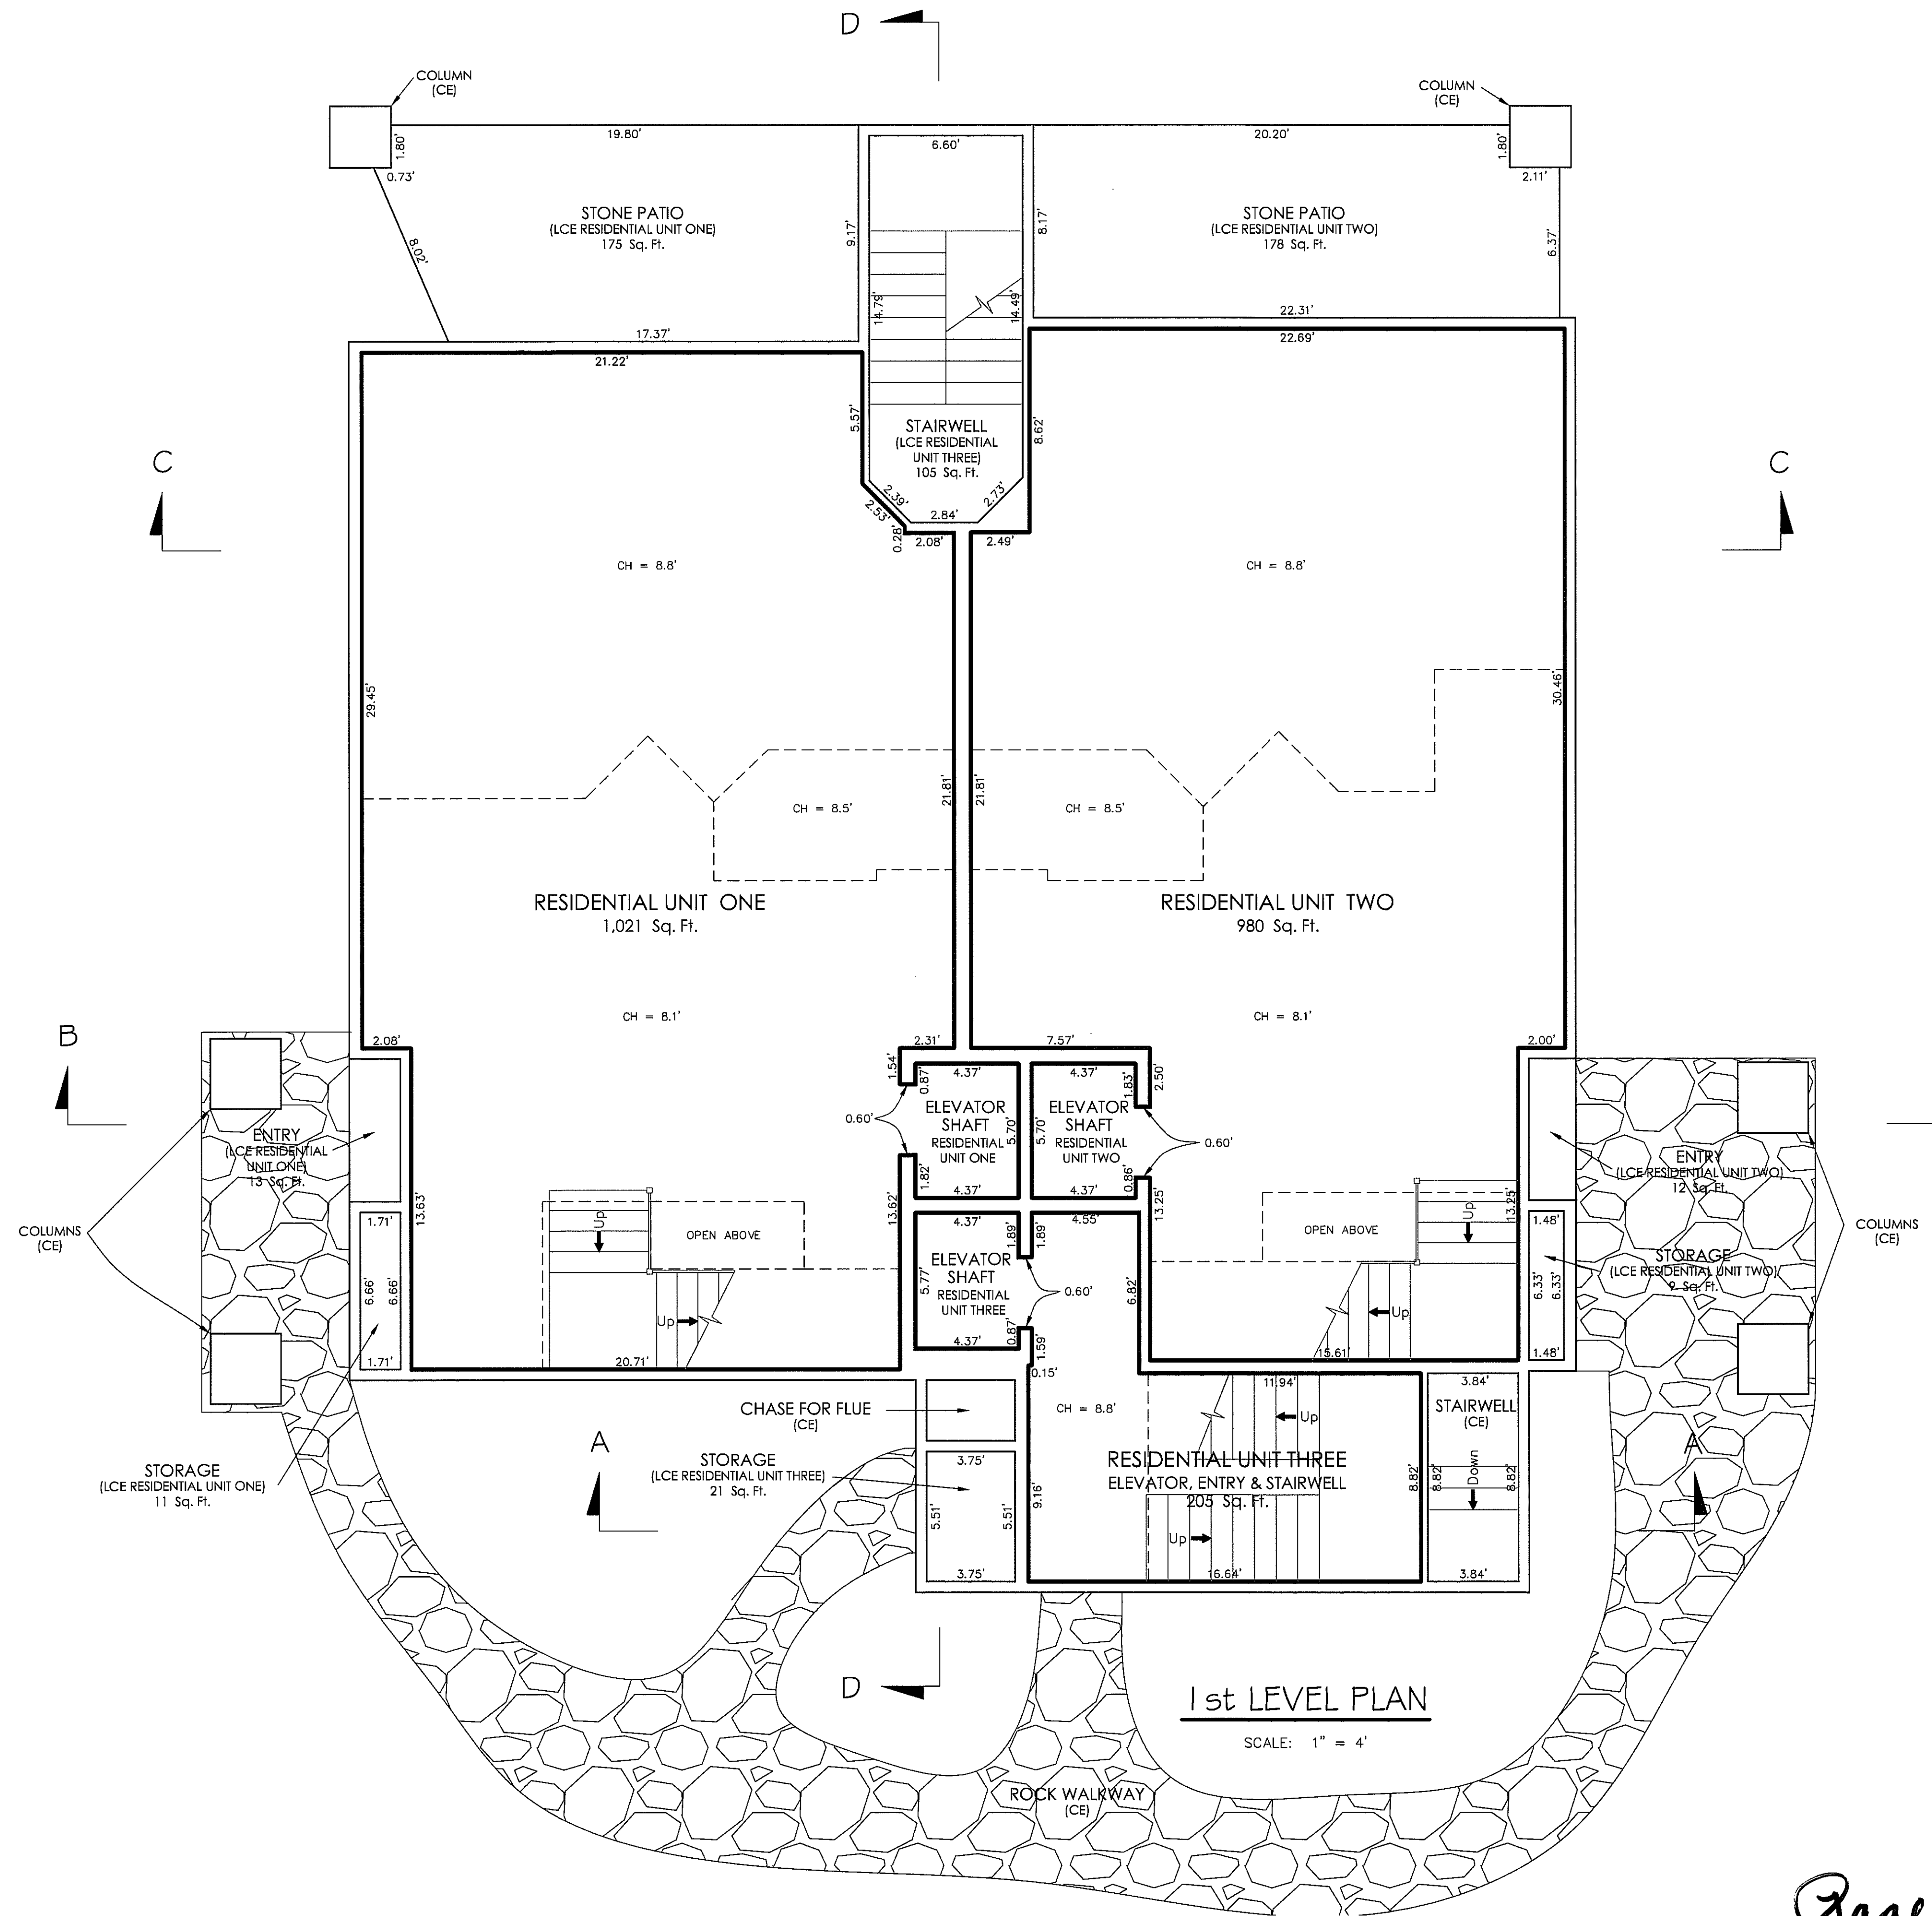 D
COLUMN
(CE)
COLUMN
(CE)
19.80'
6.60'
20.20'
1.80'
1.80'
0.73'
2.11'
STONE PATIO
(LCE RESIDENTIAL UNIT ONE)
175 Sq. Ft.
STONE PATIO
(LCE RESIDENTIAL UNIT TWO)
178 Sq. Ft.
8.02'
9.17'
8.17'
6.37'
14.79'
14.49'
17.37'
22.31'
21.22'
22.69'
5.57'
8.62'
STAIRWELL
(LCE RESIDENTIAL
UNIT THREE)
105 Sq. Ft.
C
C
2.39'
2.73'
2.53'
2.84'
0.28'
2.08'
2.49'
CH = 8.8'
CH = 8.8'
29.45'
30.46'
21.81'
21.81'
CH = 8.5'
CH = 8.5'
RESIDENTIAL UNIT ONE
1,021 Sq. Ft.
RESIDENTIAL UNIT TWO
980 Sq. Ft.
CH = 8.1'
CH = 8.1'
B
2.08'
2.31'
7.57'
2.00'
1.54'
0.87'
4.37'
4.37'
1.83'
2.50'
0.60'
ELEVATOR
SHAFT
RESIDENTIAL
UNIT ONE
5.70'
5.70'
ELEVATOR
SHAFT
RESIDENTIAL
UNIT TWO
0.60'
ENTRY
(LCE RESIDENTIAL
UNIT ONE)
13 Sq. Ft.
ENTRY
(LCE RESIDENTIAL UNIT TWO)
12 Sq. Ft.
1.82'
4.37'
4.37'
0.86'
13.63'
13.62'
13.25'
13.25'
COLUMNS
(CE)
COLUMNS
(CE)
1.71'
Up
OPEN ABOVE
4.37'
1.89'
1.89'
4.55'
OPEN ABOVE
Up
1.48'
6.66'
6.66'
5.77'
ELEVATOR
SHAFT
RESIDENTIAL
UNIT THREE
0.60'
6.82'
6.33'
6.33'
STORAGE
(LCE RESIDENTIAL UNIT TWO)
9 Sq. Ft.
Up
Up
1.71'
20.71'
4.37'
0.87'
1.59'
15.61'
1.48'
0.15'
11.94'
3.84'
CHASE FOR FLUE
(CE)
CH = 8.8'
Up
STAIRWELL
(CE)
A
A
STORAGE
(LCE RESIDENTIAL UNIT ONE)
11 Sq. Ft.
STORAGE
(LCE RESIDENTIAL UNIT THREE)
21 Sq. Ft.
3.75'
5.51'
5.51'
9.16'
RESIDENTIAL UNIT THREE
ELEVATOR, ENTRY & STAIRWELL
205 Sq. Ft.
8.82'
8.82'
Down
8.82'
Up
3.75'
16.64'
3.84'
D
1st LEVEL PLAN
SCALE: 1" = 4'
ROCK WALKWAY
(CE)